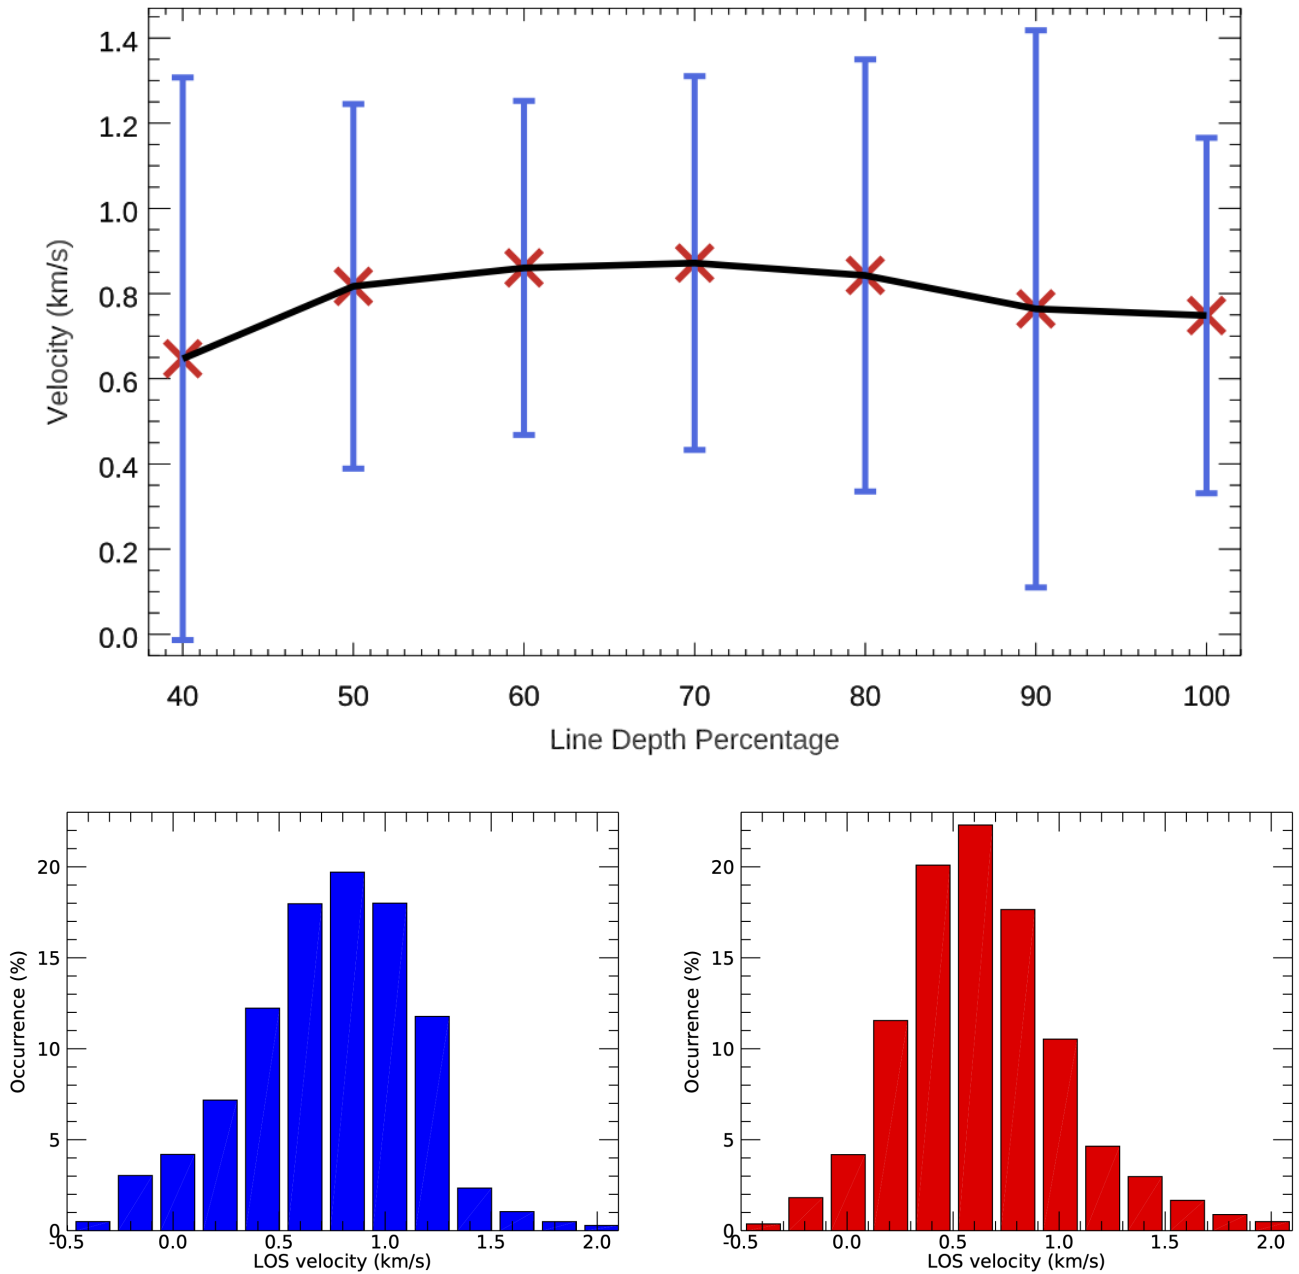 1.4
1.2
1.0
0.8
0.6
0.4
0.2
0.0
Velocity (km/s)
40 50 60 70 80 90 100
Line Depth Percentage
20
15
10
5
0
Occurrence (%)
-0.5 0.0 0.5 1.0 1.5 2.0
LOS velocity (km/s)
20
15
10
5
0
Occurrence (%)
-0.5 0.0 0.5 1.0 1.5 2.0
LOS velocity (km/s)